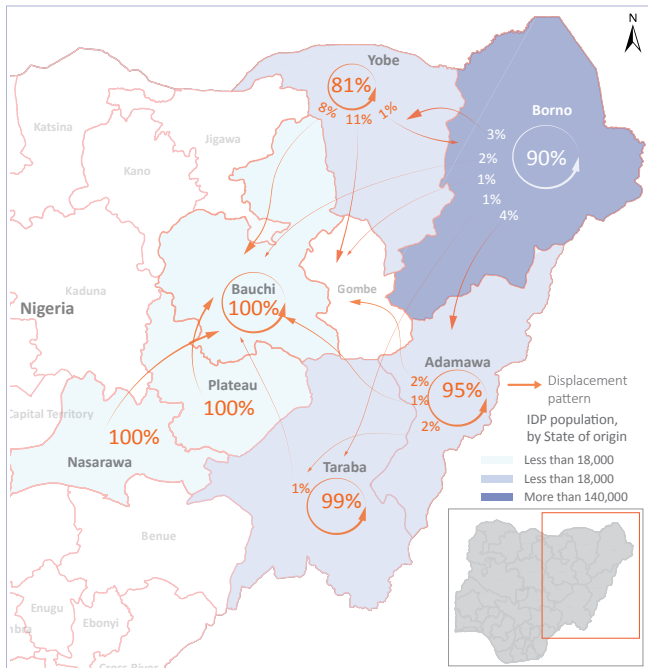 N
Yobe
81%
8%
11%
1%
Borno
3%
90%
2%
1%
1%
4%
Katsina
Jigawa
Kano
Kaduna
Nigeria
Bauchi
100%
Gombe
Adamawa
2%
95%
1%
2%
Plateau
100%
Capital Territory
100%
Nasarawa
Taraba
1%
99%
Benue
Enugu
Ebonyi
Cross River
Displacement
pattern
IDP population,
by State of origin
Less than 18,000
Less than 18,000
More than 140,000